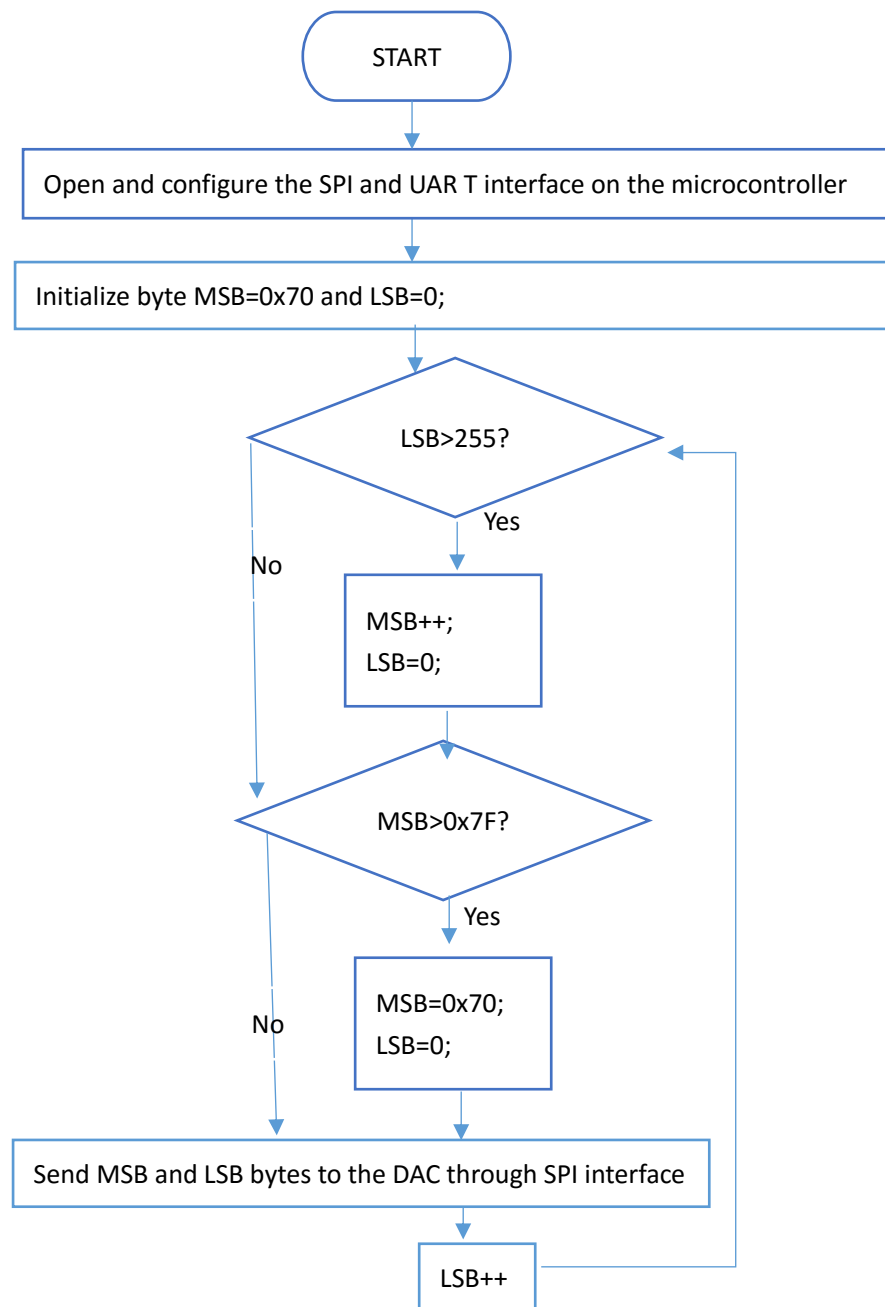 START
Open and configure the SPI and UAR T interface on the microcontroller
Initialize byte MSB=0x70 and LSB=0;
LSB>255?
Yes
No
MSB++;
LSB=0;
MSB>0x7F?
Yes
MSB=0x70;
No
LSB=0;
Send MSB and LSB bytes to the DAC through SPI interface
LSB++